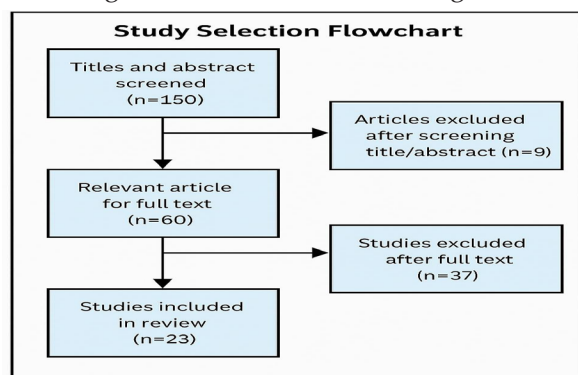 Study Selection Flowchart
Titles and abstract
screened
(n=150)
Articles excluded
after screening
title/abstract (n=9)
Relevant article
for full text
(n=60)
Studies excluded
after full text
(n=37)
Studies included
in review
(n=23)